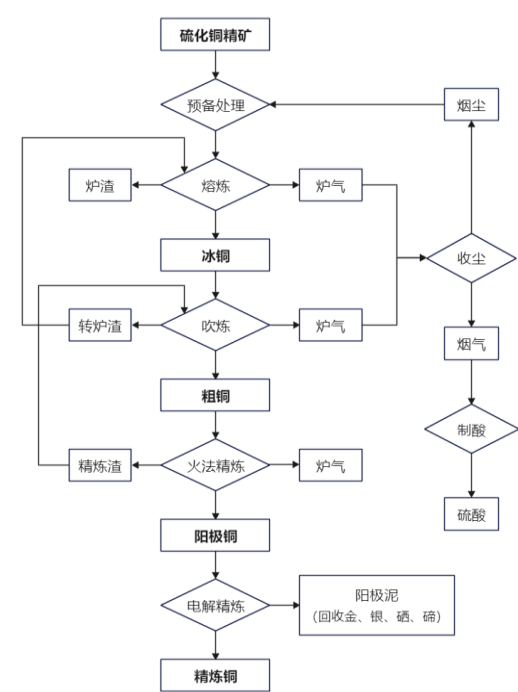 硫化铜精矿
预备处理
烟尘
炉渣
熔炼
炉气
冰铜
收尘
转炉渣
吹炼
炉气
烟气
粗铜
制酸
精炼渣
火法精炼
炉气
硫酸
阳极铜
电解精炼
阳极泥
（回收金、银、硒、碲）
精炼铜